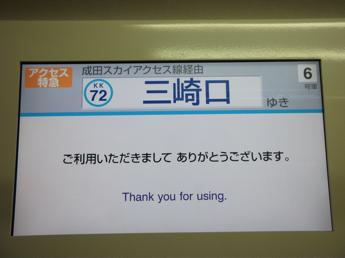 アクセス
特急
成田スカイアクセス線経由
KK
72
三崎口
ゆき
6
号車
ご利用いただきまして ありがとうございます。
Thank you for using.